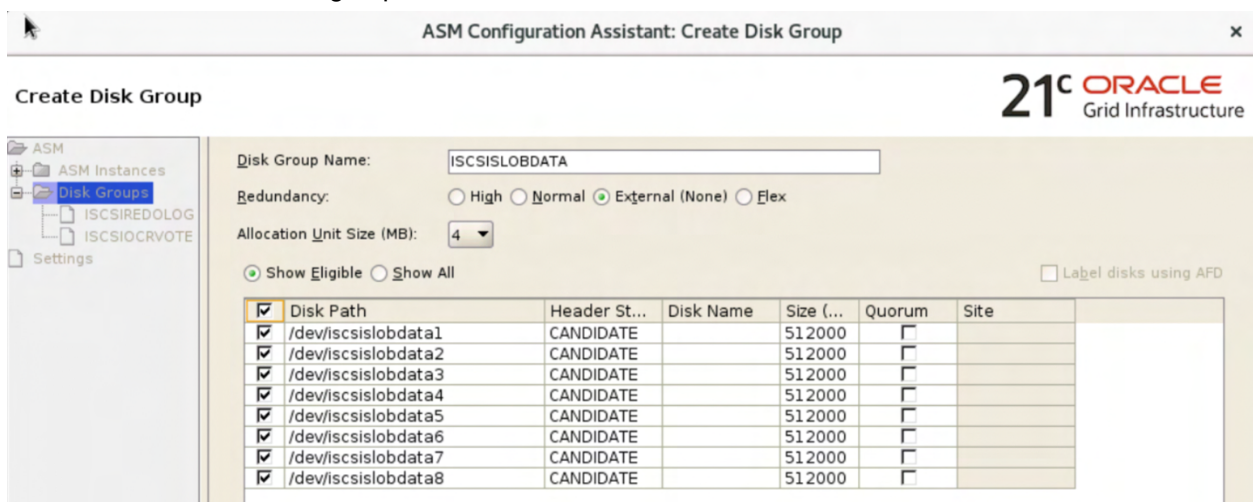 ASM Configuration Assistant: Create Disk Group ×
Create Disk Group
21c ORACLE
Grid Infrastructure
ASM
ASM Instances
Disk Groups
ISCSIREDOLOG
ISCSIOCRVOTE
Settings
Disk Group Name: ISCSISLOBDATA
Redundancy: High Normal External (None) Flex
Allocation Unit Size (MB): 4
Show Eligible Show All Label disks using AFD
Disk Path Header St... Disk Name Size (... Quorum Site
/dev/iscsislobdata1 CANDIDATE 512000
/dev/iscsislobdata2 CANDIDATE 512000
/dev/iscsislobdata3 CANDIDATE 512000
/dev/iscsislobdata4 CANDIDATE 512000
/dev/iscsislobdata5 CANDIDATE 512000
/dev/iscsislobdata6 CANDIDATE 512000
/dev/iscsislobdata7 CANDIDATE 512000
/dev/iscsislobdata8 CANDIDATE 512000